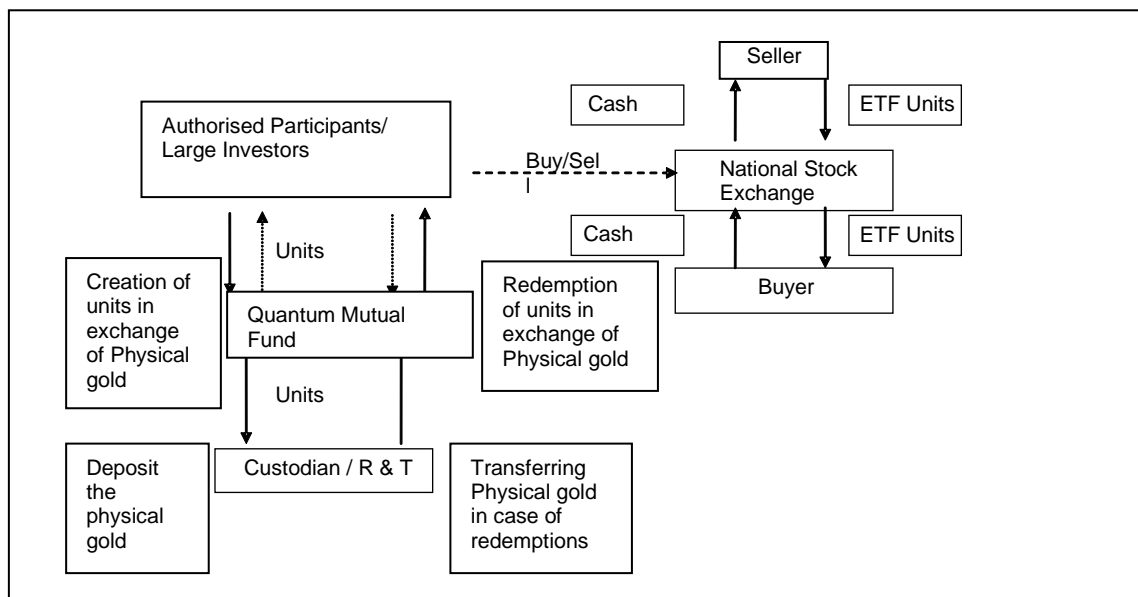 Seller
Cash
ETF Units
Authorised Participants/
Large Investors
Buy/Sel
l
National Stock
Exchange
Cash
ETF Units
Units
Creation of
units in
exchange
of Physical
gold
Quantum Mutual
Fund
Redemption
of units in
exchange of
Physical gold
Buyer
Units
Deposit
the
physical
gold
Custodian / R & T
Transferring
Physical gold
in case of
redemptions